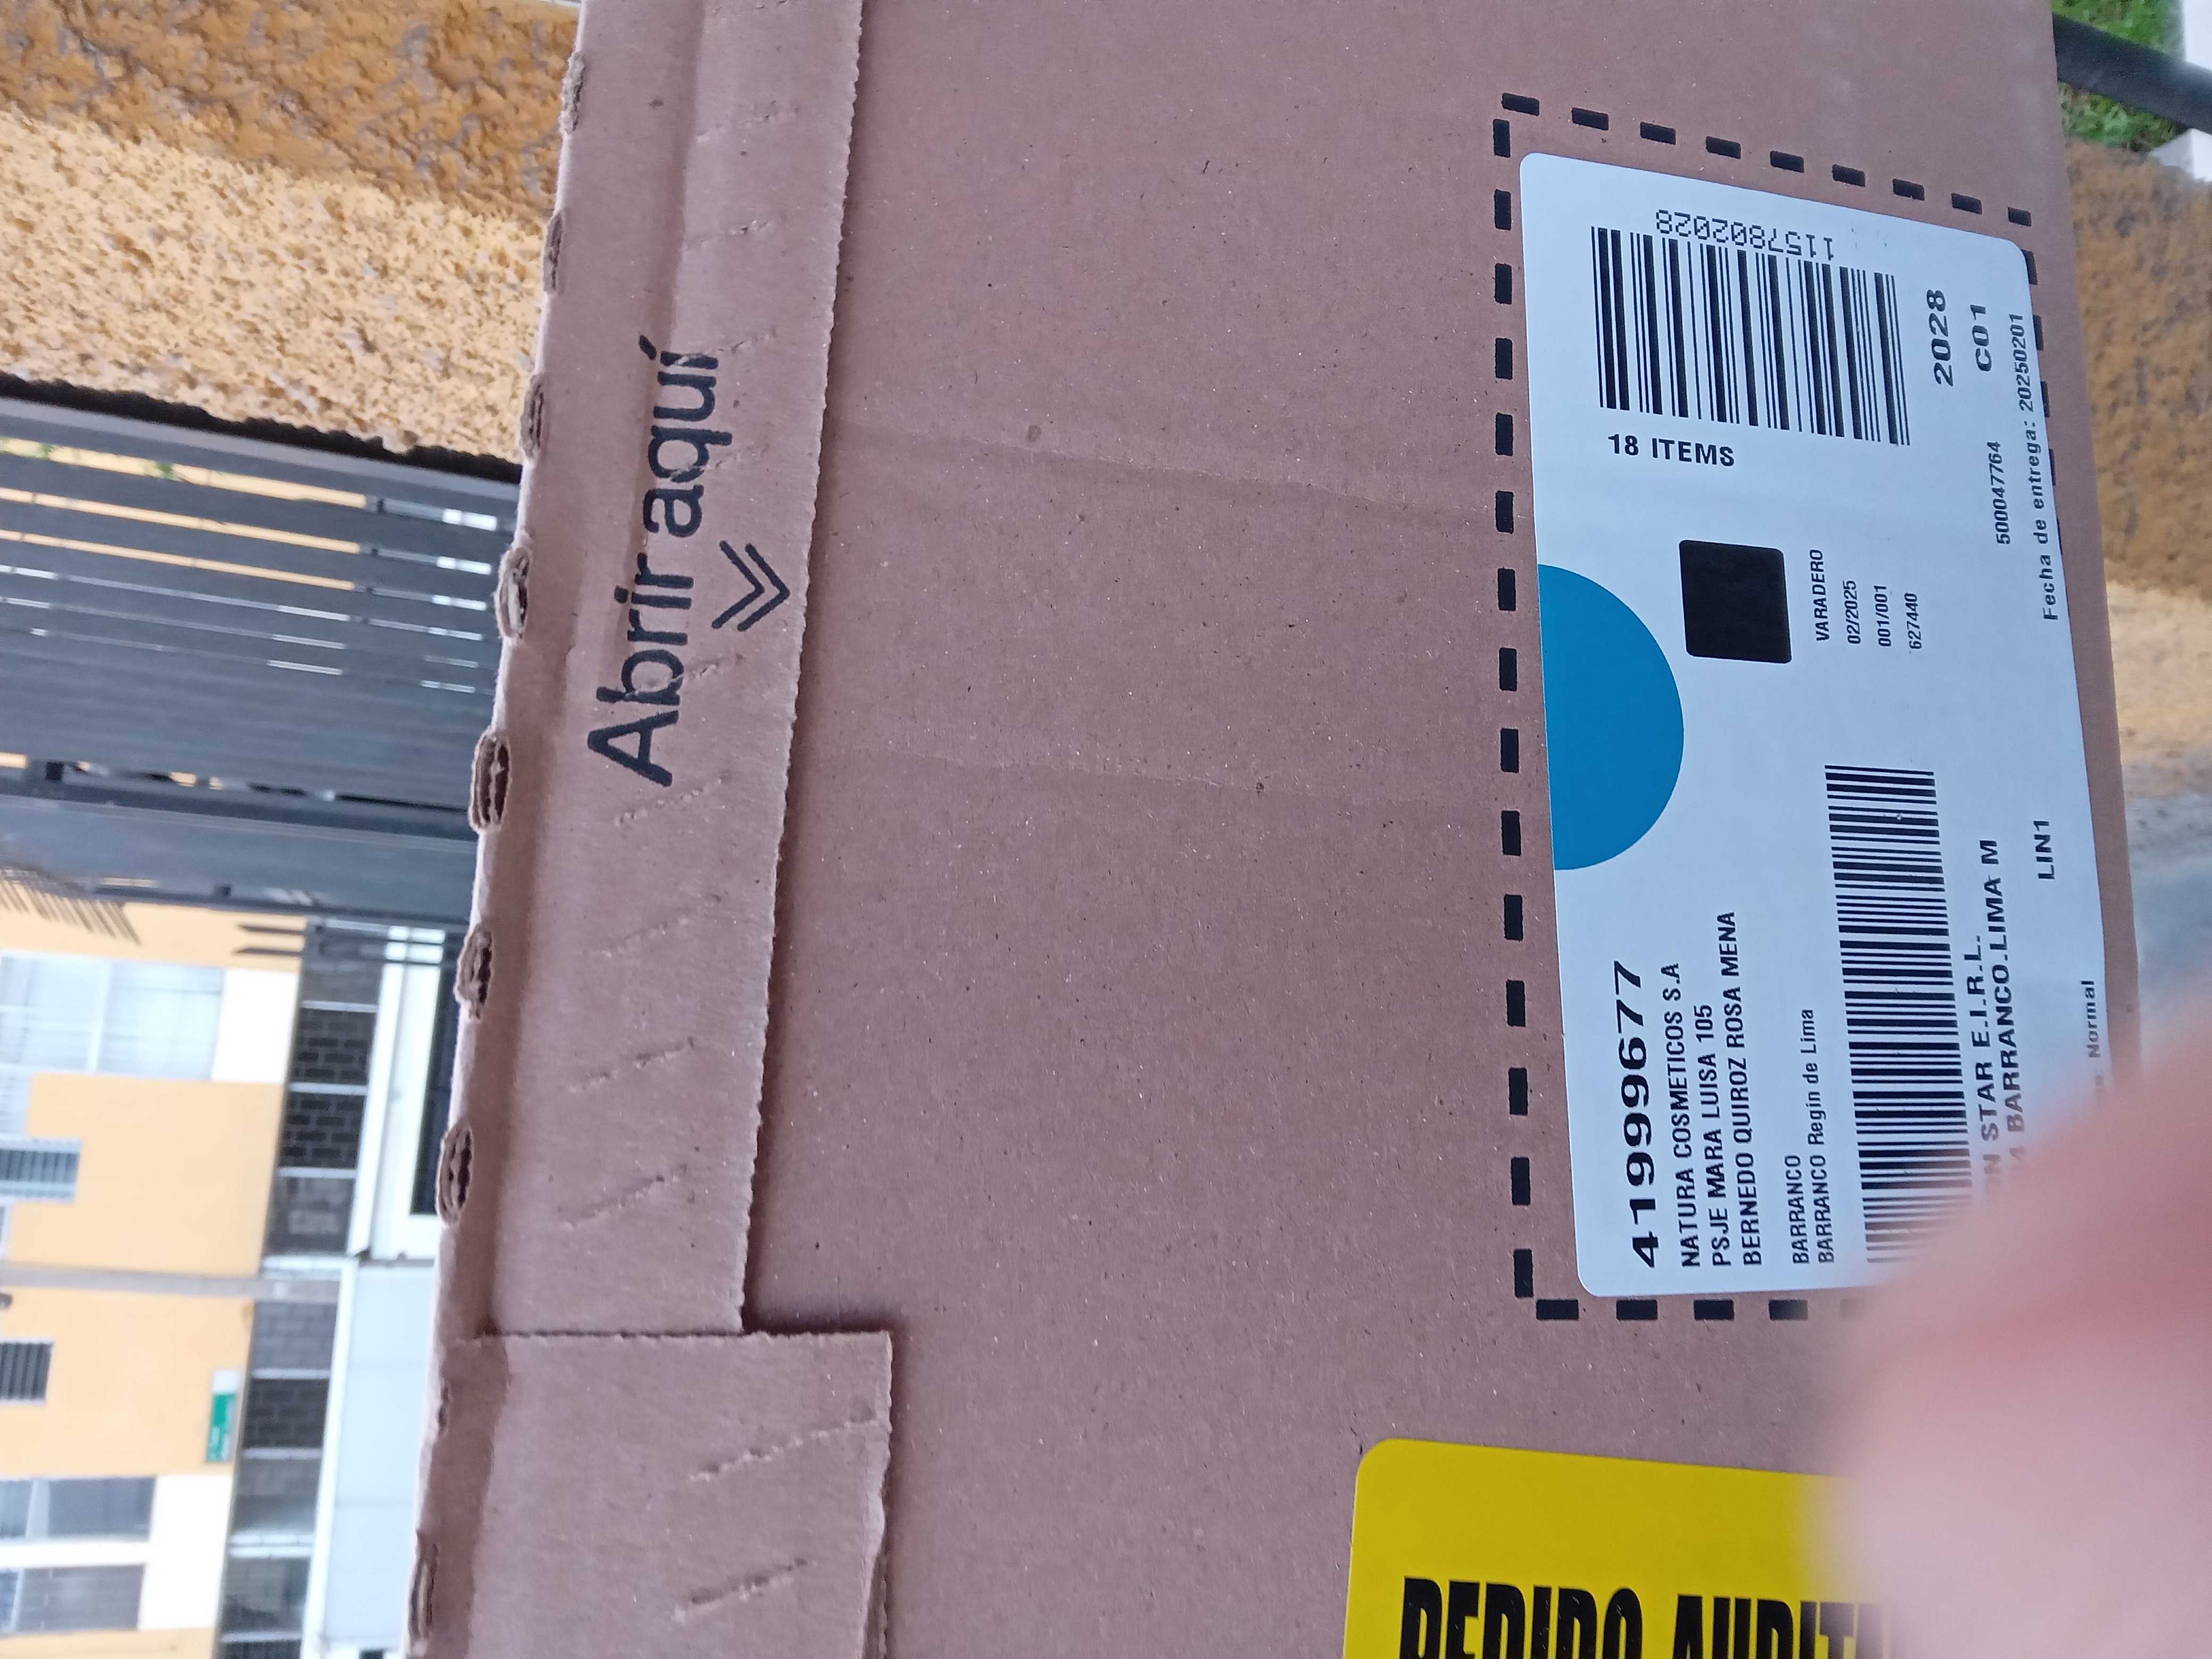 Abrir aquí
41999677
NATURA COSMETICOS S.A
PSJE MARA LUISA 105
BERNEDO QUIROZ ROSA MENA
BARRANCO
BARRANCO Regin de Lima
STAR E.I.R.L.
BARRANCO.LIMA M
LIN1
Normal
VARADERO
02/2025
001/001
627440
18 ITEMS
1157802028
2028
C01
500047764
Fecha de entrega: 20250201
PEDIDO